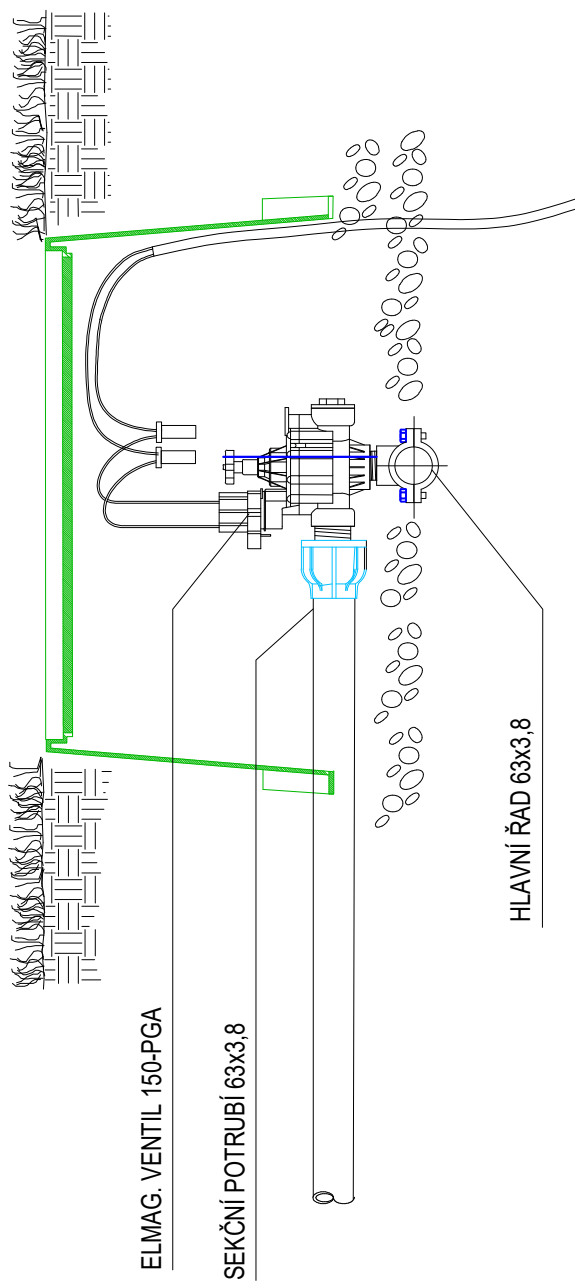 ELMAG. VENTIL 150-PGA
SEKČNÍ POTRUBÍ 63x3,8
HLAVNÍ ŘAD 63x3,8